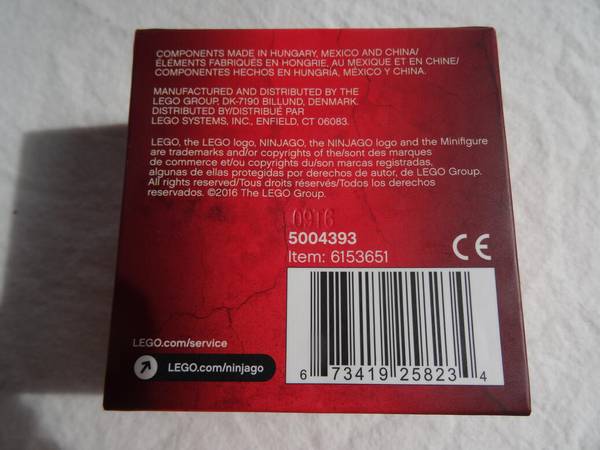 COMPONENTS MADE IN HUNGARY, MEXICO AND CHINA/
ÉLÉMENTS FABRIQUÉS EN HONGRIE, AU MEXIQUE ET EN CHINE/
COMPONENTES HECHOS EN HUNGRÍA, MÉXICO Y CHINA.
MANUFACTURED AND DISTRIBUTED BY THE
LEGO GROUP, DK-7190 BILLUND, DENMARK.
DISTRIBUTED BY/DISTRIBUÉ PAR
LEGO SYSTEMS, INC., ENFIELD, CT 06083.
LEGO, the LEGO logo, NINJAGO, the NINJAGO logo and the Minifigure
are trademarks and/or copyrights of the/sont des marques
de commerce et/ou copyrights du/son marcas registradas,
algunas de ellas protegidas por derechos de autor, de LEGO Group.
All rights reserved/Tous droits réservés/Todos los derechos
reservados. ©2016 The LEGO Group.
0916
5004393
Item: 6153651
CE
LEGO.com/service
LEGO.com/ninjago
6 73419 25823 4